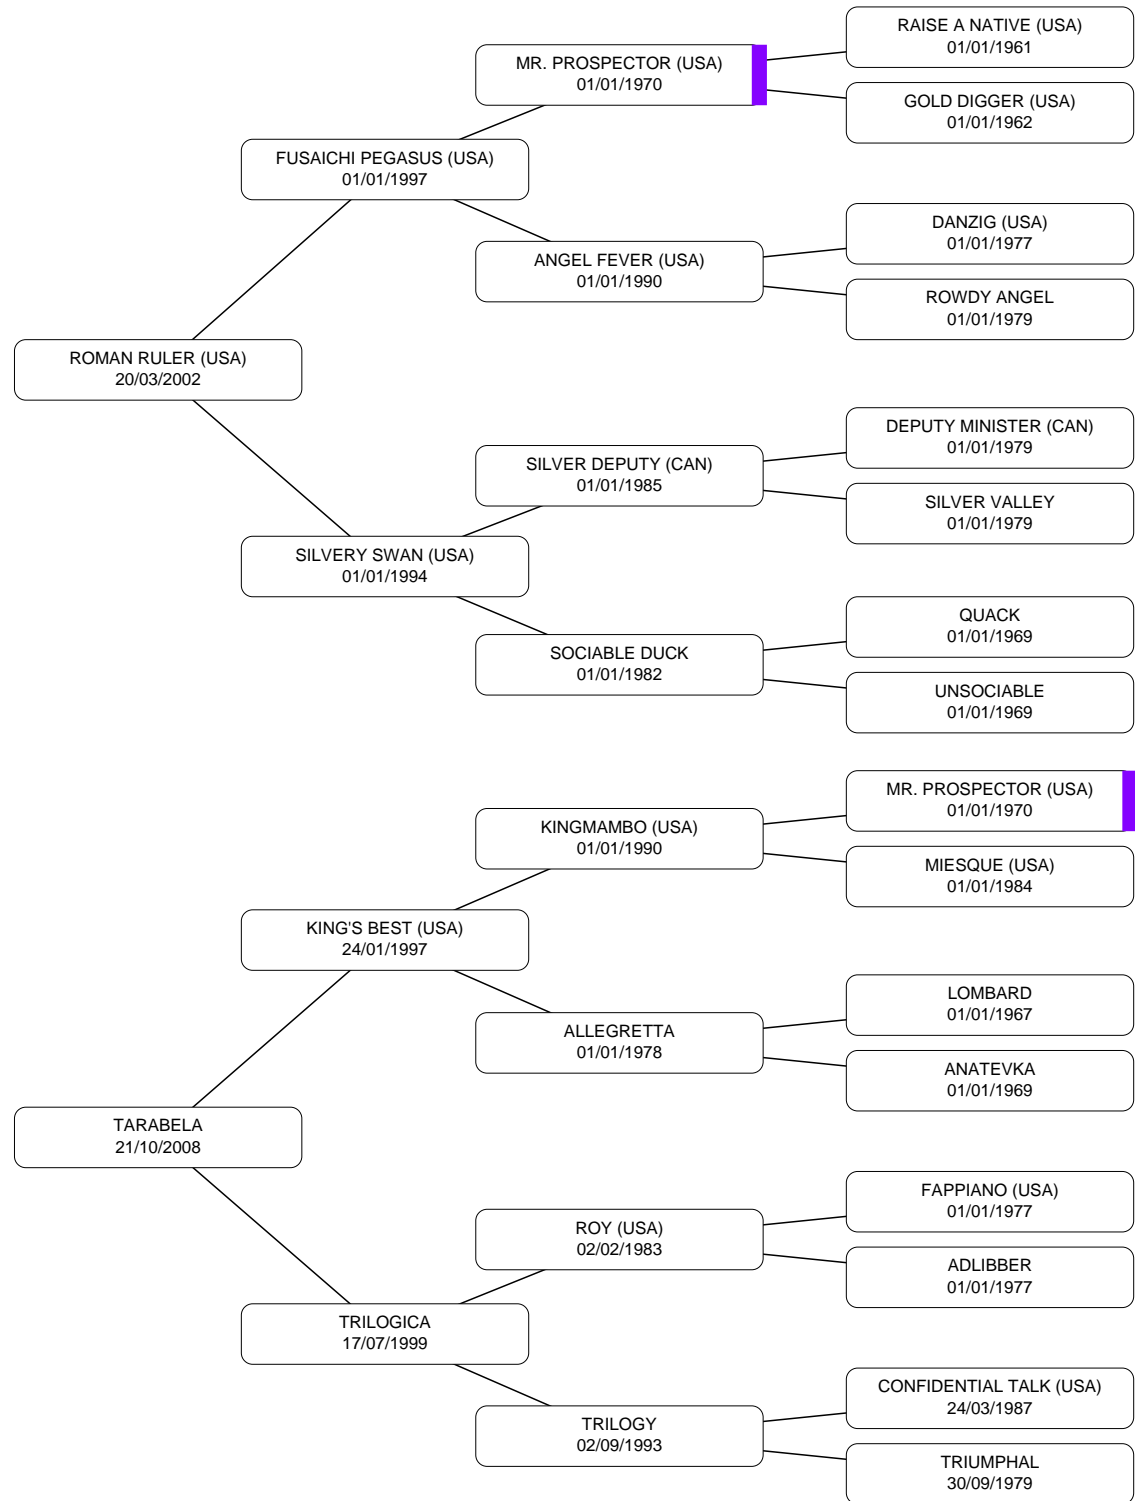 RAISE A NATIVE (USA)
01/01/1961
MR. PROSPECTOR (USA)
01/01/1970
GOLD DIGGER (USA)
01/01/1962
FUSAICHI PEGASUS (USA)
01/01/1997
DANZIG (USA)
01/01/1977
ANGEL FEVER (USA)
01/01/1990
ROWDY ANGEL
01/01/1979
ROMAN RULER (USA)
20/03/2002
DEPUTY MINISTER (CAN)
01/01/1979
SILVER DEPUTY (CAN)
01/01/1985
SILVER VALLEY
01/01/1979
SILVERY SWAN (USA)
01/01/1994
QUACK
01/01/1969
SOCIABLE DUCK
01/01/1982
UNSOCIABLE
01/01/1969
MR. PROSPECTOR (USA)
01/01/1970
KINGMAMBO (USA)
01/01/1990
MIESQUE (USA)
01/01/1984
KING'S BEST (USA)
24/01/1997
LOMBARD
01/01/1967
ALLEGRETTA
01/01/1978
ANATEVKA
01/01/1969
TARABELA
21/10/2008
FAPPIANO (USA)
01/01/1977
ROY (USA)
02/02/1983
ADLIBBER
01/01/1977
TRILOGICA
17/07/1999
CONFIDENTIAL TALK (USA)
24/03/1987
TRILOGY
02/09/1993
TRIUMPHAL
30/09/1979